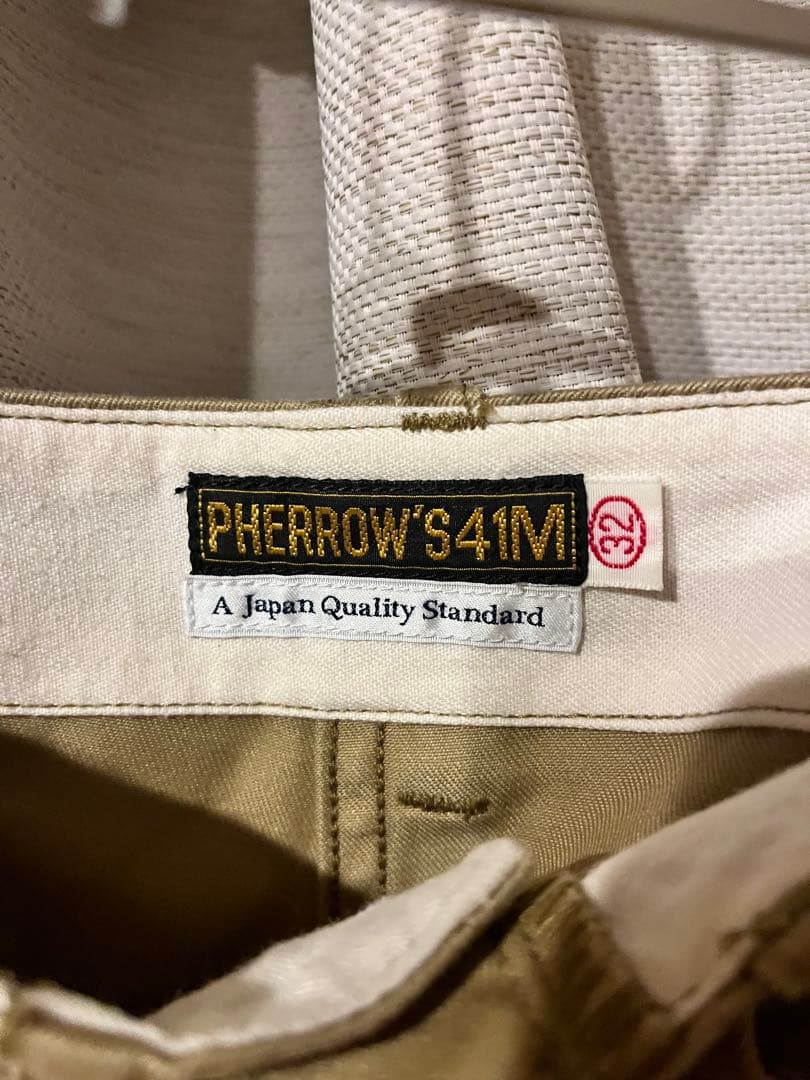 PHERROW'S41M
32
A Japan Quality Standard